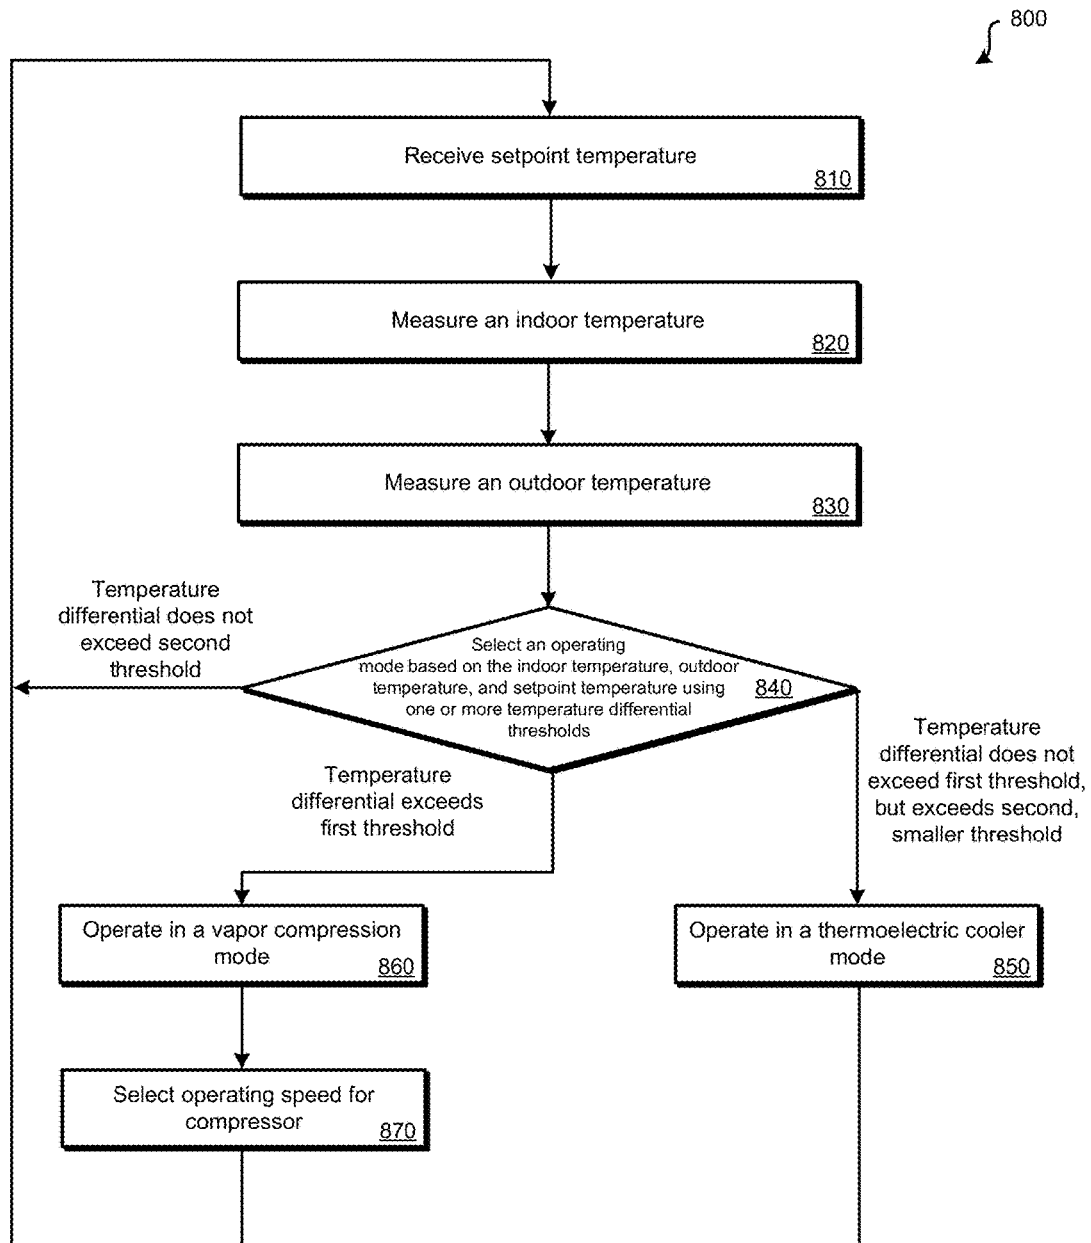 800
Receive setpoint temperature
810
Measure an indoor temperature
820
Measure an outdoor temperature
830
Temperature
differential does not
exceed second
threshold
Select an operating
mode based on the indoor temperature, outdoor
temperature, and setpoint temperature using
one or more temperature differential
thresholds
840
Temperature
differential exceeds
first threshold
Temperature
differential does not
exceed first threshold,
but exceeds second,
smaller threshold
Operate in a vapor compression
mode
860
Operate in a thermoelectric cooler
mode
850
Select operating speed for
compressor
870